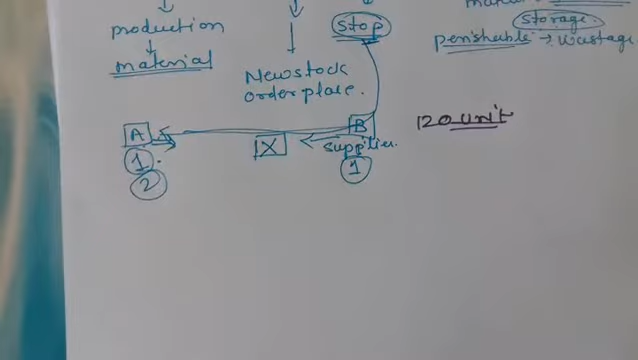 production
material
Newstock
order place.
Stop
storage.
perishable → wastage
A
B
X
supplier.
1.
2
1
120 unit